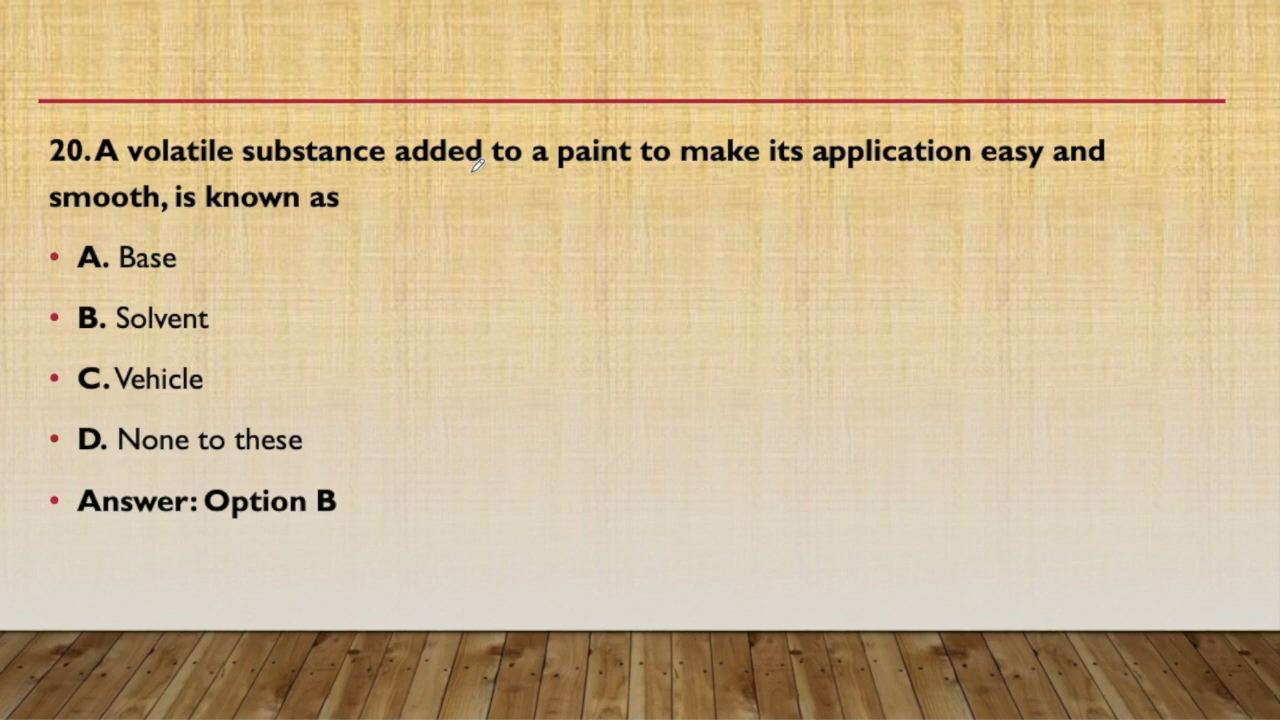 20. A volatile substance added to a paint to make its application easy and
smooth, is known as
• A. Base
• B. Solvent
• C. Vehicle
• D. None to these
• Answer: Option B